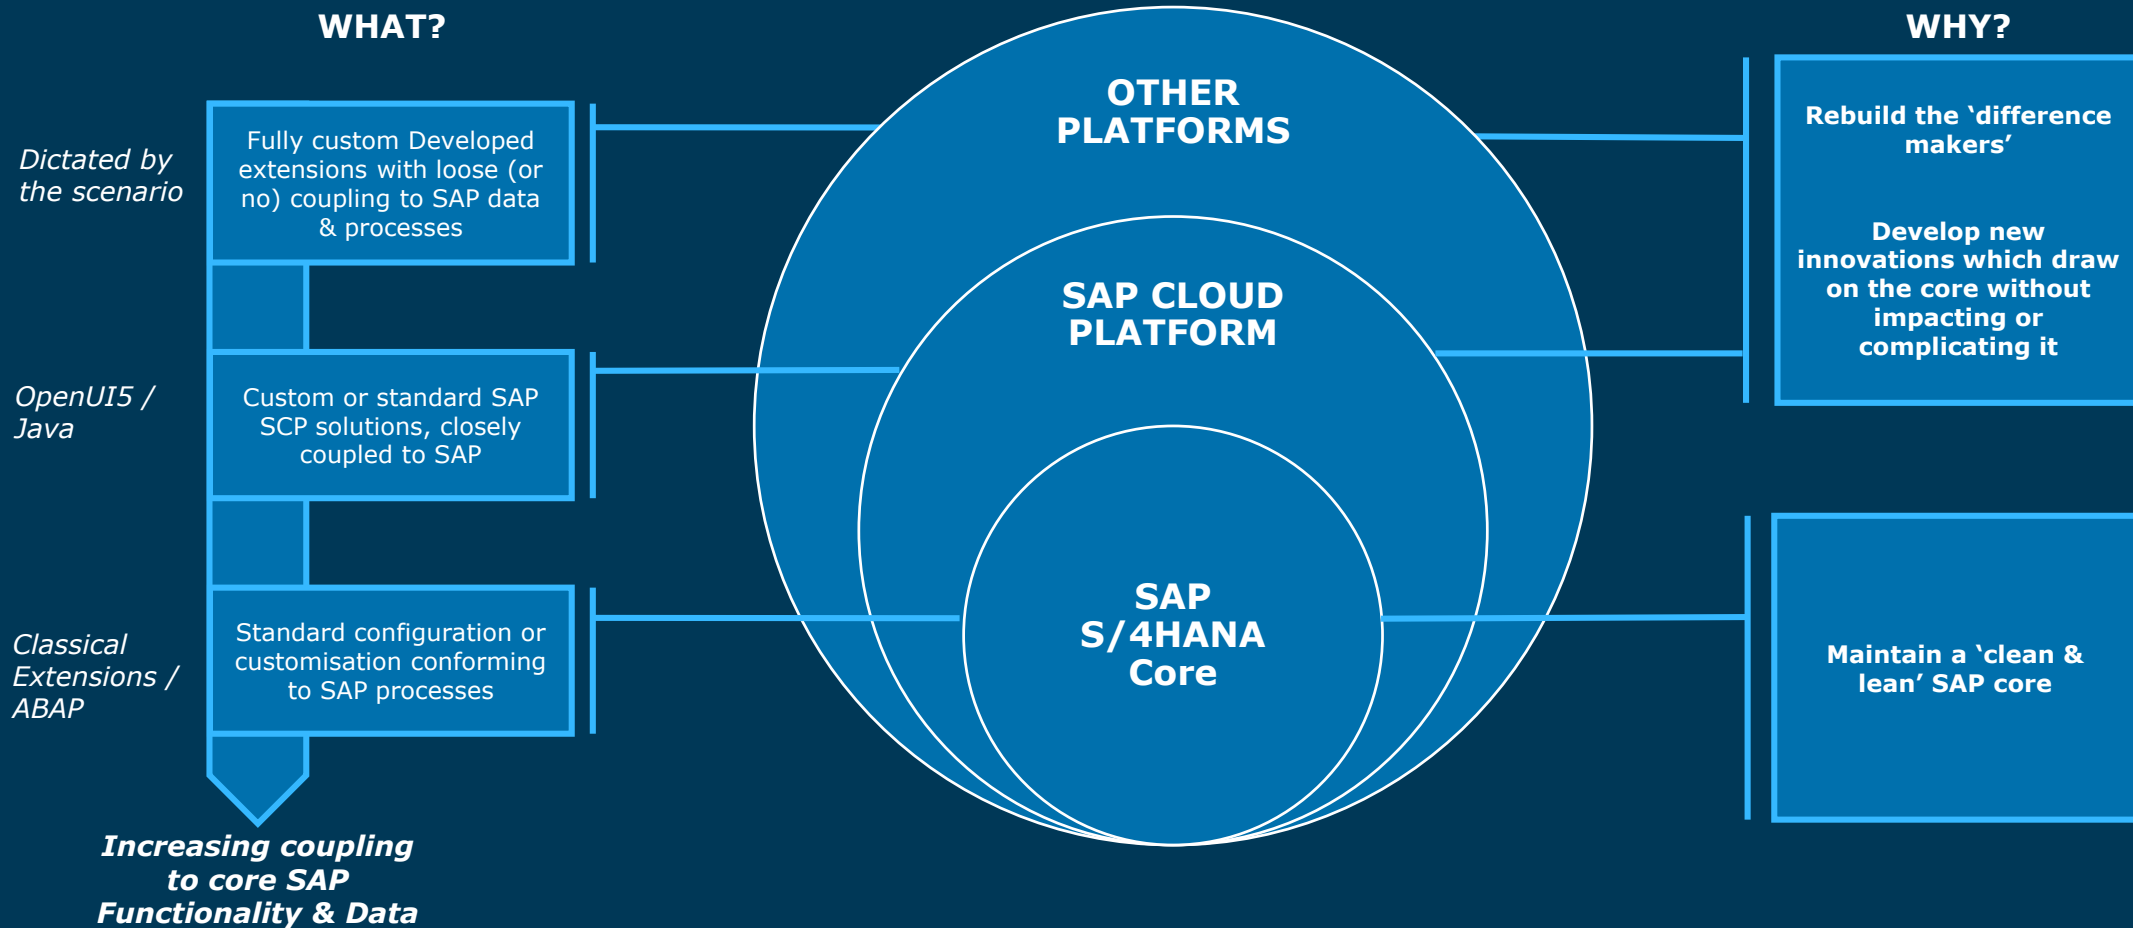 WHAT?
Dictated by
the scenario
Fully custom Developed
extensions with loose (or
no) coupling to SAP data
& processes
OpenUI5 /
Java
Custom or standard SAP
SCP solutions, closely
coupled to SAP
Classical
Extensions /
ABAP
Standard configuration or
customisation conforming
to SAP processes
Increasing coupling
to core SAP
Functionality & Data
OTHER
PLATFORMS
SAP CLOUD
PLATFORM
SAP
S/4HANA
Core
WHY?
Rebuild the ‘difference
makers’
Develop new
innovations which draw
on the core without
impacting or
complicating it
Maintain a ‘clean &
lean’ SAP core